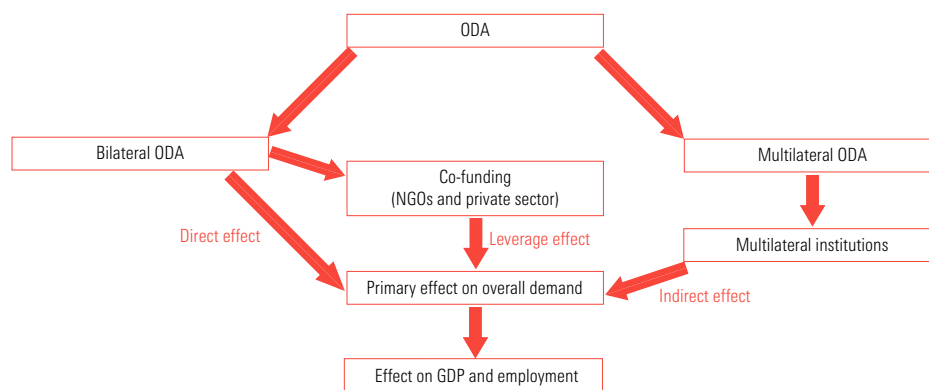 ODA
Bilateral ODA
Multilateral ODA
Co-funding
(NGOs and private sector)
Direct effect
Leverage effect
Multilateral institutions
Primary effect on overall demand
Indirect effect
Effect on GDP and employment